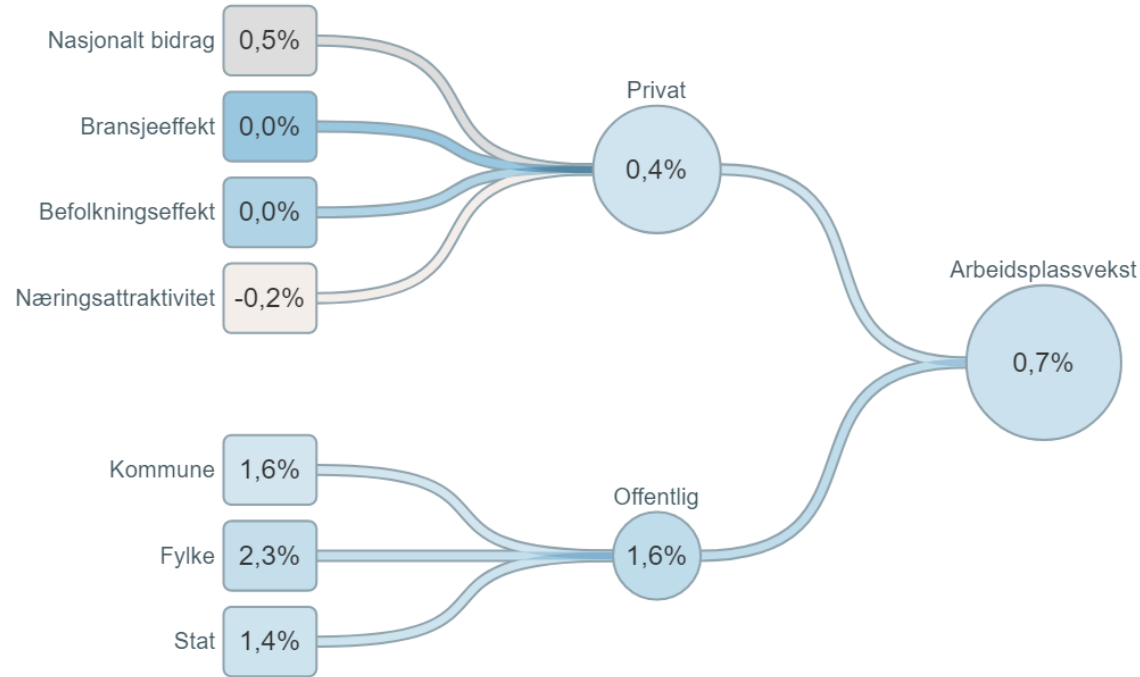 Nasjonalt bidrag
0,5%
Bransjeeffekt
0,0%
Befolkningseffekt
0,0%
Næringsattraktivitet
-0,2%
Privat
0,4%
Arbeidsplassvekst
0,7%
Kommune
1,6%
Fylke
2,3%
Stat
1,4%
Offentlig
1,6%